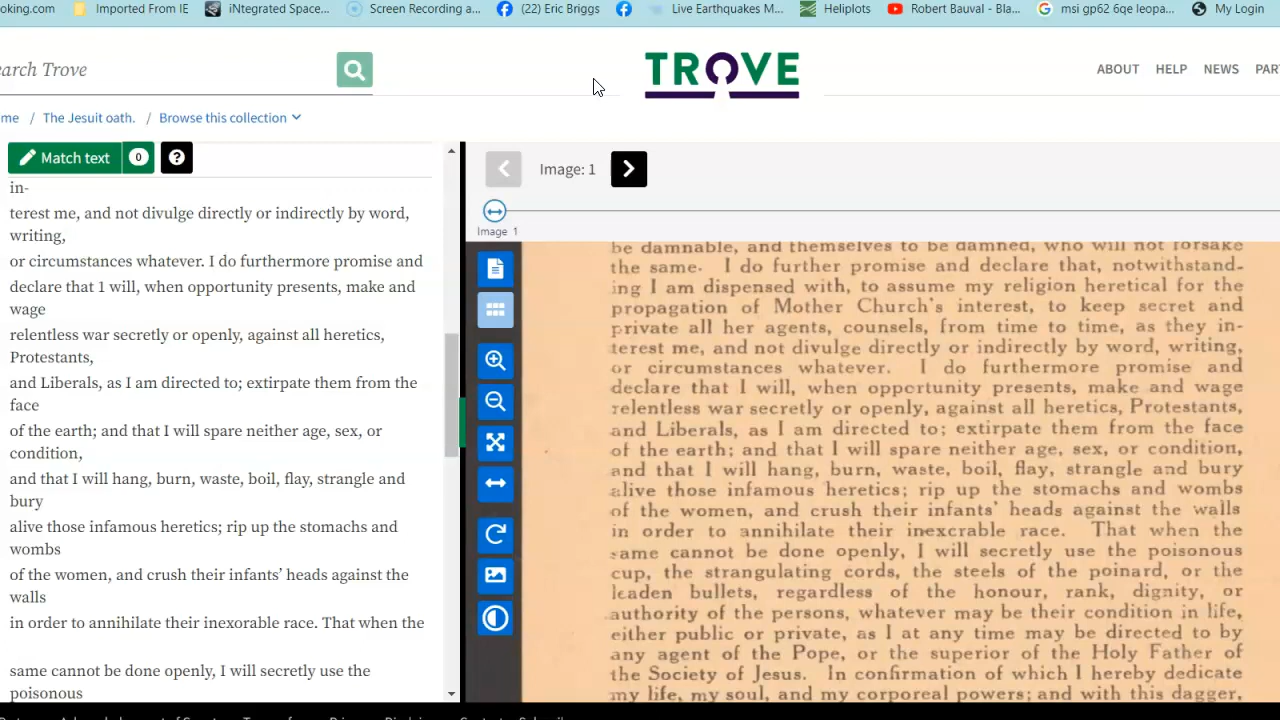 oking.com
Imported From IE
iNtegrated Space...
Screen Recording a...
(22) Eric Briggs
Live Earthquakes M...
Heliplots
Robert Bauval - Bla...
msi gp62 6qe leopa...
My Login
earch Trove
TROVE
ABOUT
HELP
NEWS
PAR
me / The Jesuit oath. / Browse this collection
Match text 0 ?
in-
terest me, and not divulge directly or indirectly by word,
writing,
or circumstances whatever. I do furthermore promise and
declare that 1 will, when opportunity presents, make and
wage
relentless war secretly or openly, against all heretics,
Protestants,
and Liberals, as I am directed to; extirpate them from the
face
of the earth; and that I will spare neither age, sex, or
condition,
and that I will hang, burn, waste, boil, flay, strangle and
bury
alive those infamous heretics; rip up the stomachs and
wombs
of the women, and crush their infants' heads against the
walls
in order to annihilate their inexorable race. That when the
same cannot be done openly, I will secretly use the
poisonous
Image: 1
Image 1
be damnable, and themselves to be damned, who will not forsake
the same. I do further promise and declare that, notwithstand-
ing I am dispensed with, to assume my religion heretical for the
propagation of Mother Church's interest, to keep secret and
private all her agents, counsels, from time to time, as they in-
terest me, and not divulge directly or indirectly by word, writing,
or circumstances whatever. I do furthermore promise and
declare that I will, when opportunity presents, make and wage
relentless war secretly or openly, against all heretics, Protestants,
and Liberals, as I am directed to; extirpate them from the face
of the earth; and that I will spare neither age, sex, or condition,
and that I will hang, burn, waste, boil, flay, strangle and bury
alive those infamous heretics; rip up the stomachs and wombs
of the women, and crush their infants' heads against the walls
in order to annihilate their inexcrable race. That when the
same cannot be done openly, I will secretly use the poisonous
cup, the strangulating cords, the steels of the poinard, or the
leaden bullets, regardless of the honour, rank, dignity, or
authority of the persons, whatever may be their condition in life,
either public or private, as I at any time may be directed to by
any agent of the Pope, or the superior of the Holy Father of
the Society of Jesus. In confirmation of which I hereby dedicate
my life, my soul, and my corporeal powers; and with this dagger,